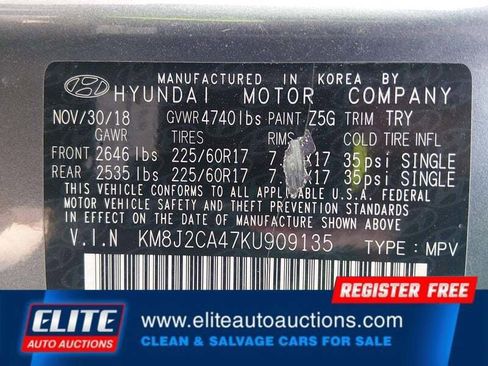 MANUFACTURED IN KOREA BY
HYUNDAI MOTOR COMPANY
NOV/30/18 GVWR 4740lbs PAINT Z5G TRIM TRY
GAWR TIRES RIMS COLD TIRE INFL
FRONT 2646 lbs 225/60R17 35psi SINGLE
REAR 2535 lbs 225/60R17 35psi SINGLE
THIS VEHICLE CONFORMS TO ALL APPLICABLE U.S.A. FEDERAL
MOTOR VEHICLE SAFETY AND THEFT PREVENTION STANDARDS
IN EFFECT ON THE DATE OF MANUFACTURE SHOWN ABOVE.
V.I.N KM8J2CA47KU909135 TYPE : MPV
REGISTER FREE
ELITE
AUTO AUCTIONS
www.eliteautoauctions.com
CLEAN & SALVAGE CARS FOR SALE